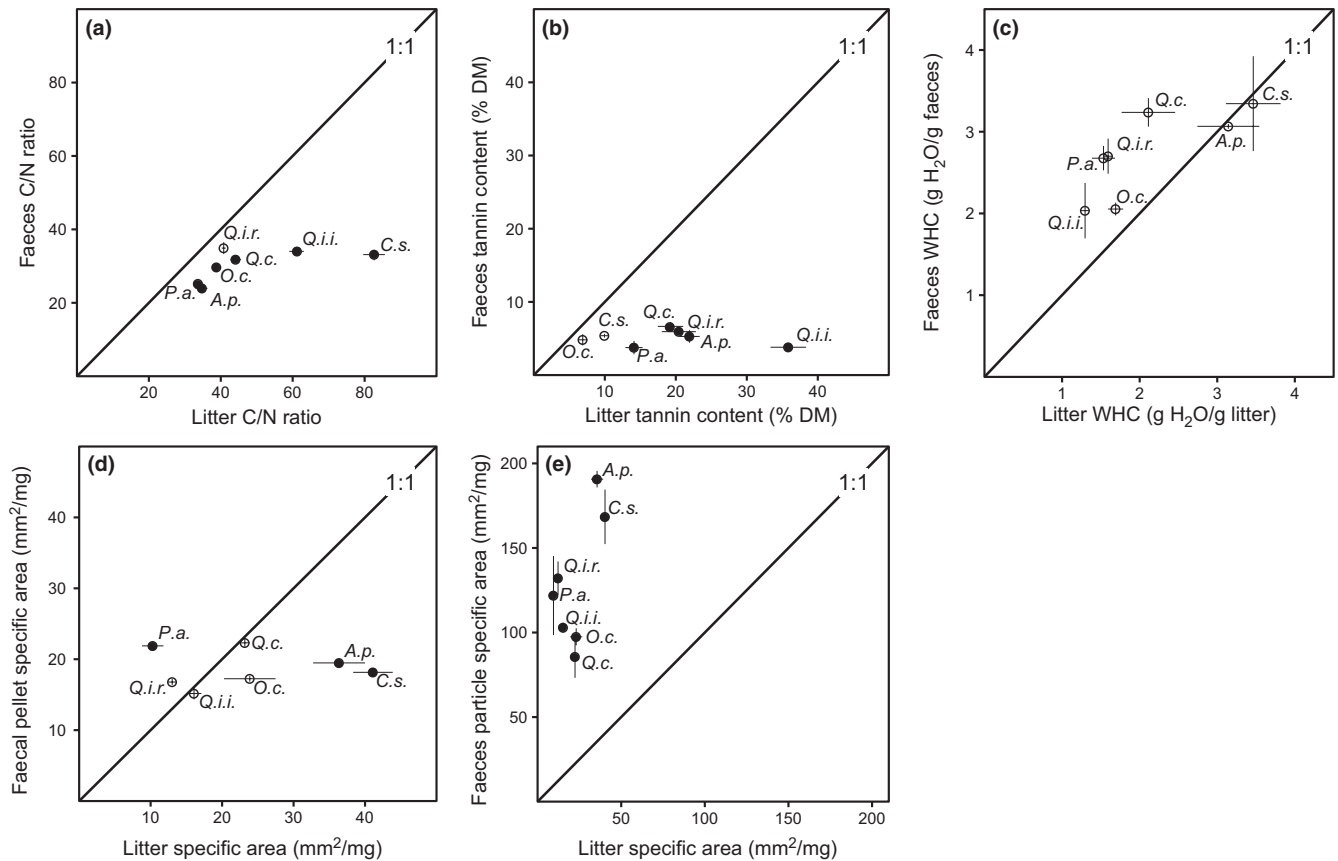 (a)
1:1
80
60
40
20
Faeces C/N ratio
Q.i.r.
Q.i.i.
C.s.
Q.c.
O.c.
P.a.
A.p.
20
40
60
80
Litter C/N ratio
(b)
1:1
40
30
20
10
Faeces tannin content (% DM)
Q.c.
C.s.
Q.i.r.
O.c.
P.a.
A.p.
Q.i.i.
10
20
30
40
Litter tannin content (% DM)
(c)
1:1
4
3
2
1
Faeces WHC (g H2O/g faeces)
Q.c.
C.s.
Q.i.r.
A.p.
P.a.
O.c.
Q.i.i.
1
2
3
4
Litter WHC (g H2O/g litter)
(d)
1:1
40
30
20
10
Faecal pellet specific area (mm2/mg)
P.a.
Q.c.
A.p.
Q.i.r.
Q.i.i.
O.c.
C.s.
10
20
30
40
Litter specific area (mm2/mg)
(e)
1:1
200
150
100
50
Faeces particle specific area (mm2/mg)
A.p.
C.s.
Q.i.r.
P.a.
Q.i.i.
O.c.
Q.c.
50
100
150
200
Litter specific area (mm2/mg)